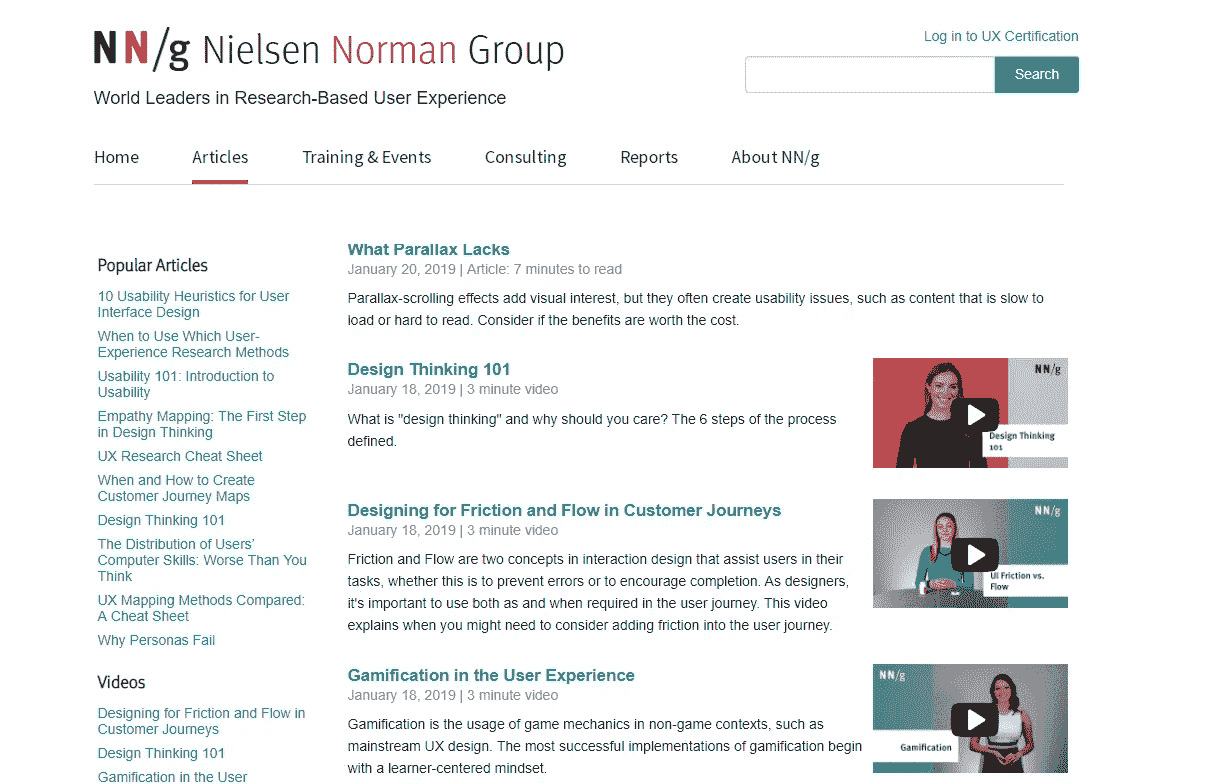 NN/g Nielsen Norman Group
World Leaders in Research-Based User Experience
Log in to UX Certification
Search
Home Articles Training & Events Consulting Reports About NN/g
Popular Articles
10 Usability Heuristics for User
Interface Design
When to Use Which User-
Experience Research Methods
Usability 101: Introduction to
Usability
Empathy Mapping: The First Step
in Design Thinking
UX Research Cheat Sheet
When and How to Create
Customer Journey Maps
Design Thinking 101
The Distribution of Users’
Computer Skills: Worse Than You
Think
UX Mapping Methods Compared:
A Cheat Sheet
Why Personas Fail
Videos
Designing for Friction and Flow in
Customer Journeys
Design Thinking 101
Gamification in the User
What Parallax Lacks
January 20, 2019 | Article: 7 minutes to read
Parallax-scrolling effects add visual interest, but they often create usability issues, such as content that is slow to
load or hard to read. Consider if the benefits are worth the cost.
Design Thinking 101
January 18, 2019 | 3 minute video
What is "design thinking" and why should you care? The 6 steps of the process
defined.
NN/g
Design Thinking
101
Designing for Friction and Flow in Customer Journeys
January 18, 2019 | 3 minute video
Friction and Flow are two concepts in interaction design that assist users in their
tasks, whether this is to prevent errors or to encourage completion. As designers,
it's important to use both as and when required in the user journey. This video
explains when you might need to consider adding friction into the user journey.
NN/g
UI Friction vs.
Flow
Gamification in the User Experience
January 18, 2019 | 3 minute video
Gamification is the usage of game mechanics in non-game contexts, such as
mainstream UX design. The most successful implementations of gamification begin
with a learner-centered mindset.
NN/g
Gamification